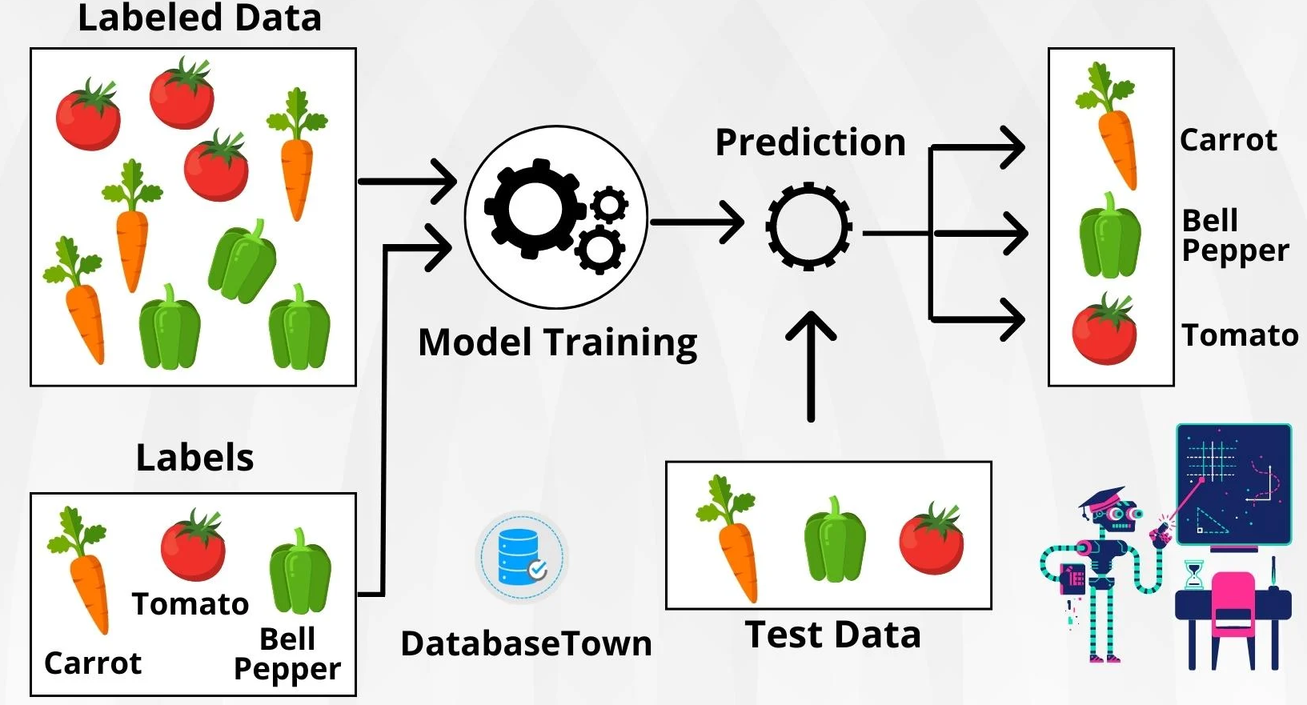 Labeled Data
Prediction
Carrot
Bell
Pepper
Tomato
Model Training
Labels
Tomato
Bell
Pepper
Carrot
DatabaseTown
Test Data